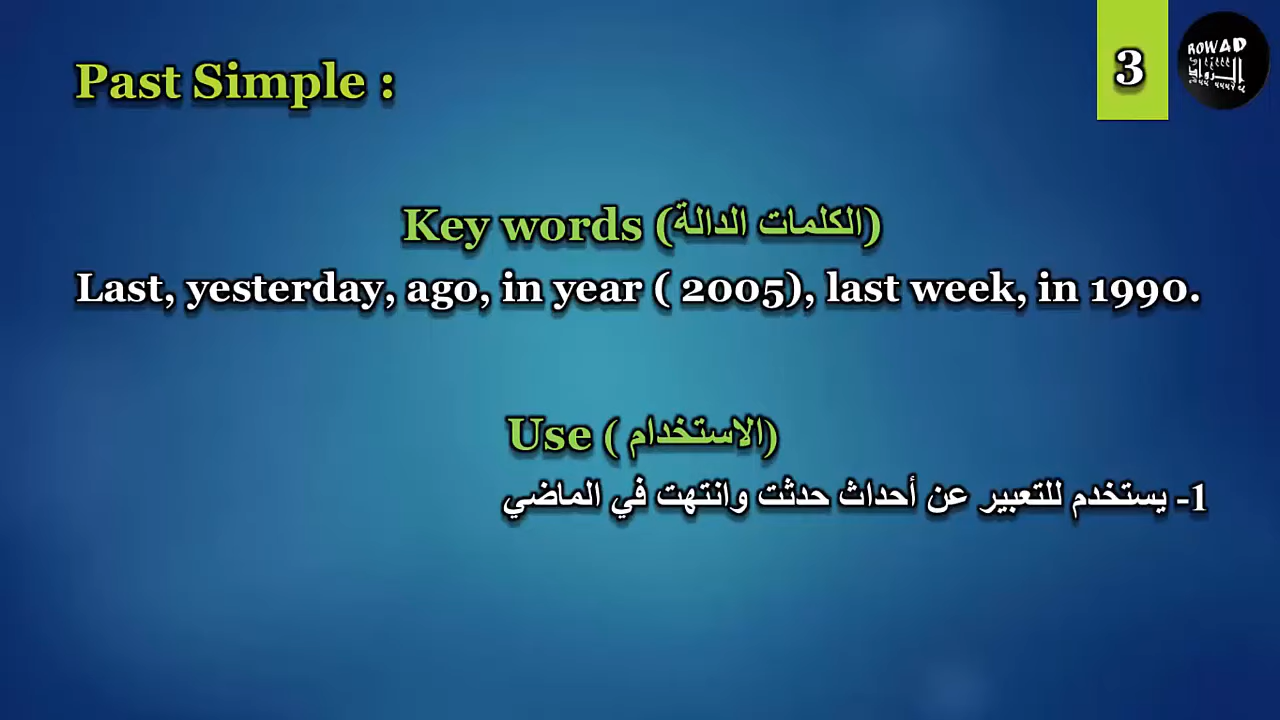 Past Simple :
3
ROWAD
Key words (الكلمات الدالة)
Last, yesterday, ago, in year ( 2005), last week, in 1990.
Use ( الاستخدام)
1- يستخدم للتعبير عن أحداث حدثت وانتهت في الماضي